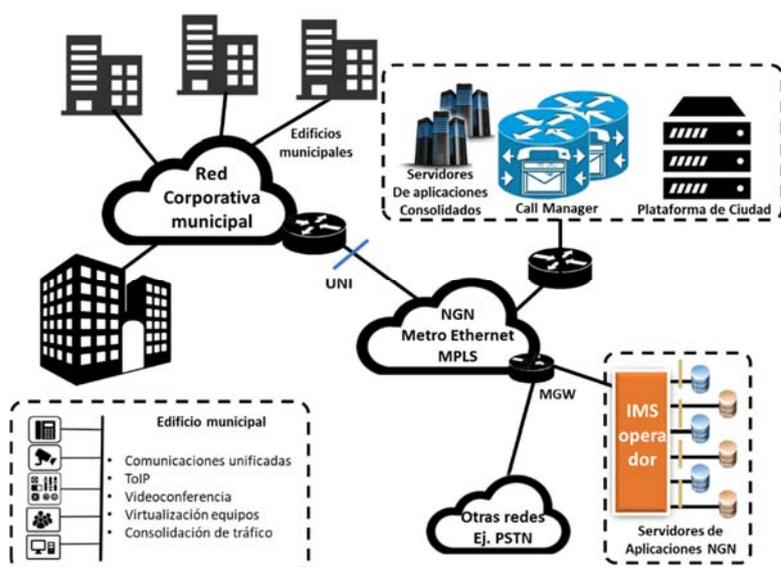 Edificios
municipales
Red
Corporativa
municipal
Servidores
De aplicaciones
Consolidados
Call Manager
Plataforma de Ciudad
UNI
NGN
Metro Ethernet
MPLS
MGW
IMS
opera
dor
Servidores de
Aplicaciones NGN
Otras redes
Ej. PSTN
Edificio municipal
• Comunicaciones unificadas
• ToIP
• Videoconferencia
• Virtualización equipos
• Consolidación de tráfico